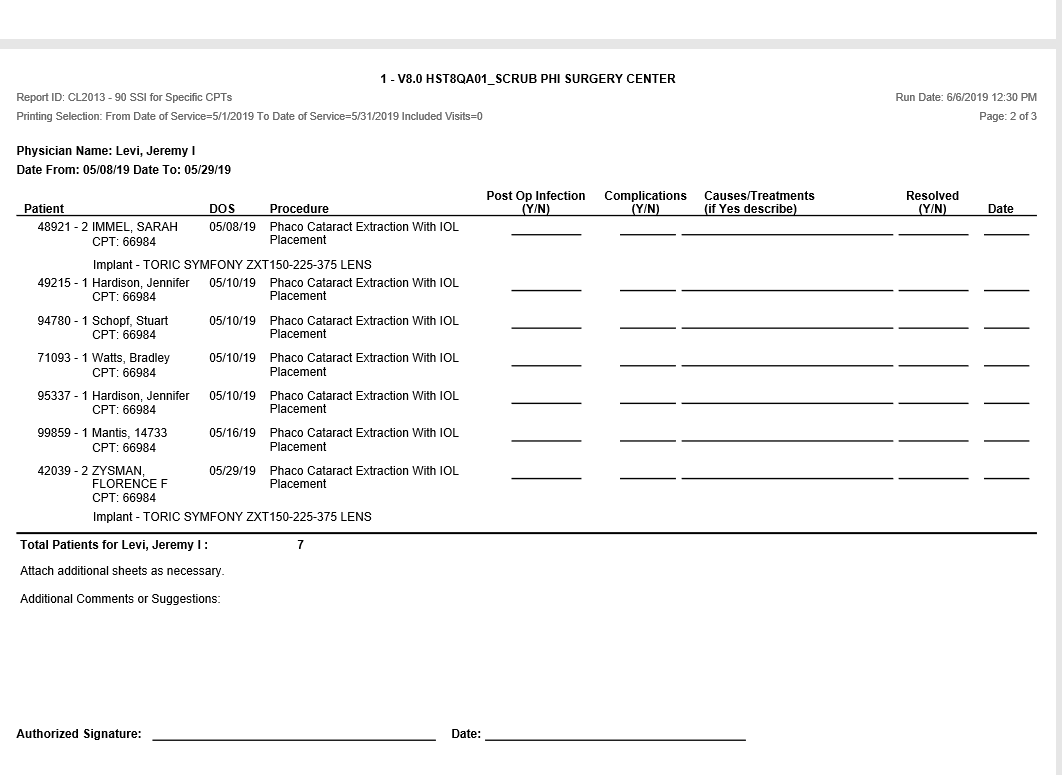 1 - V8.0 HST8QA01_SCRUB PHI SURGERY CENTER
Report ID: CL2013 - 90 SSI for Specific CPTs Run Date: 6/6/2019 12:30 PM
Printing Selection: From Date of Service=5/1/2019 To Date of Service=5/31/2019 Included Visits=0 Page: 2 of 3
Physician Name: Levi, Jeremy I
Date From: 05/08/19 Date To: 05/29/19
Post Op Infection Complications Causes/Treatments Resolved
Patient DOS Procedure (Y/N) (Y/N) (if Yes describe) (Y/N) Date
48921 - 2 IMMEL, SARAH 05/08/19 Phaco Cataract Extraction With IOL
CPT: 66984 Placement
Implant - TORIC SYMFONY ZXT150-225-375 LENS
49215 - 1 Hardison, Jennifer 05/10/19 Phaco Cataract Extraction With IOL
CPT: 66984 Placement
94780 - 1 Schopf, Stuart 05/10/19 Phaco Cataract Extraction With IOL
CPT: 66984 Placement
71093 - 1 Watts, Bradley 05/10/19 Phaco Cataract Extraction With IOL
CPT: 66984 Placement
95337 - 1 Hardison, Jennifer 05/10/19 Phaco Cataract Extraction With IOL
CPT: 66984 Placement
99859 - 1 Mantis, 14733 05/16/19 Phaco Cataract Extraction With IOL
CPT: 66984 Placement
42039 - 2 ZYSMAN, 05/29/19 Phaco Cataract Extraction With IOL
FLORENCE F Placement
CPT: 66984
Implant - TORIC SYMFONY ZXT150-225-375 LENS
Total Patients for Levi, Jeremy I : 7
Attach additional sheets as necessary.
Additional Comments or Suggestions:
Authorized Signature: Date: